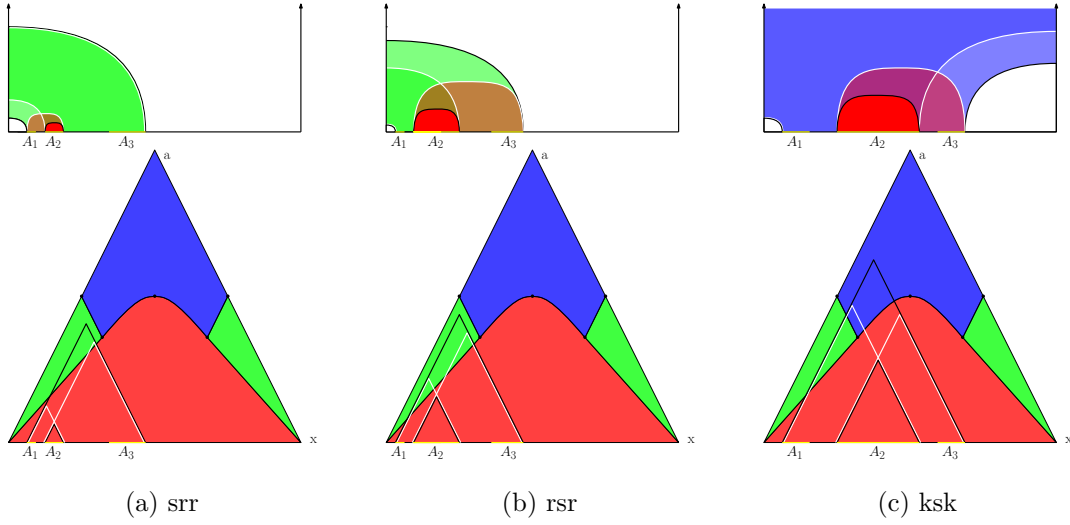 A₁ A₂ A₃ A₁ A₂ A₃ A₁ A₂ A₃
a a a
x x x
A₁ A₂ A₃ A₁ A₂ A₃ A₁ A₂ A₃
(a) srr (b) rsr (c) ksk